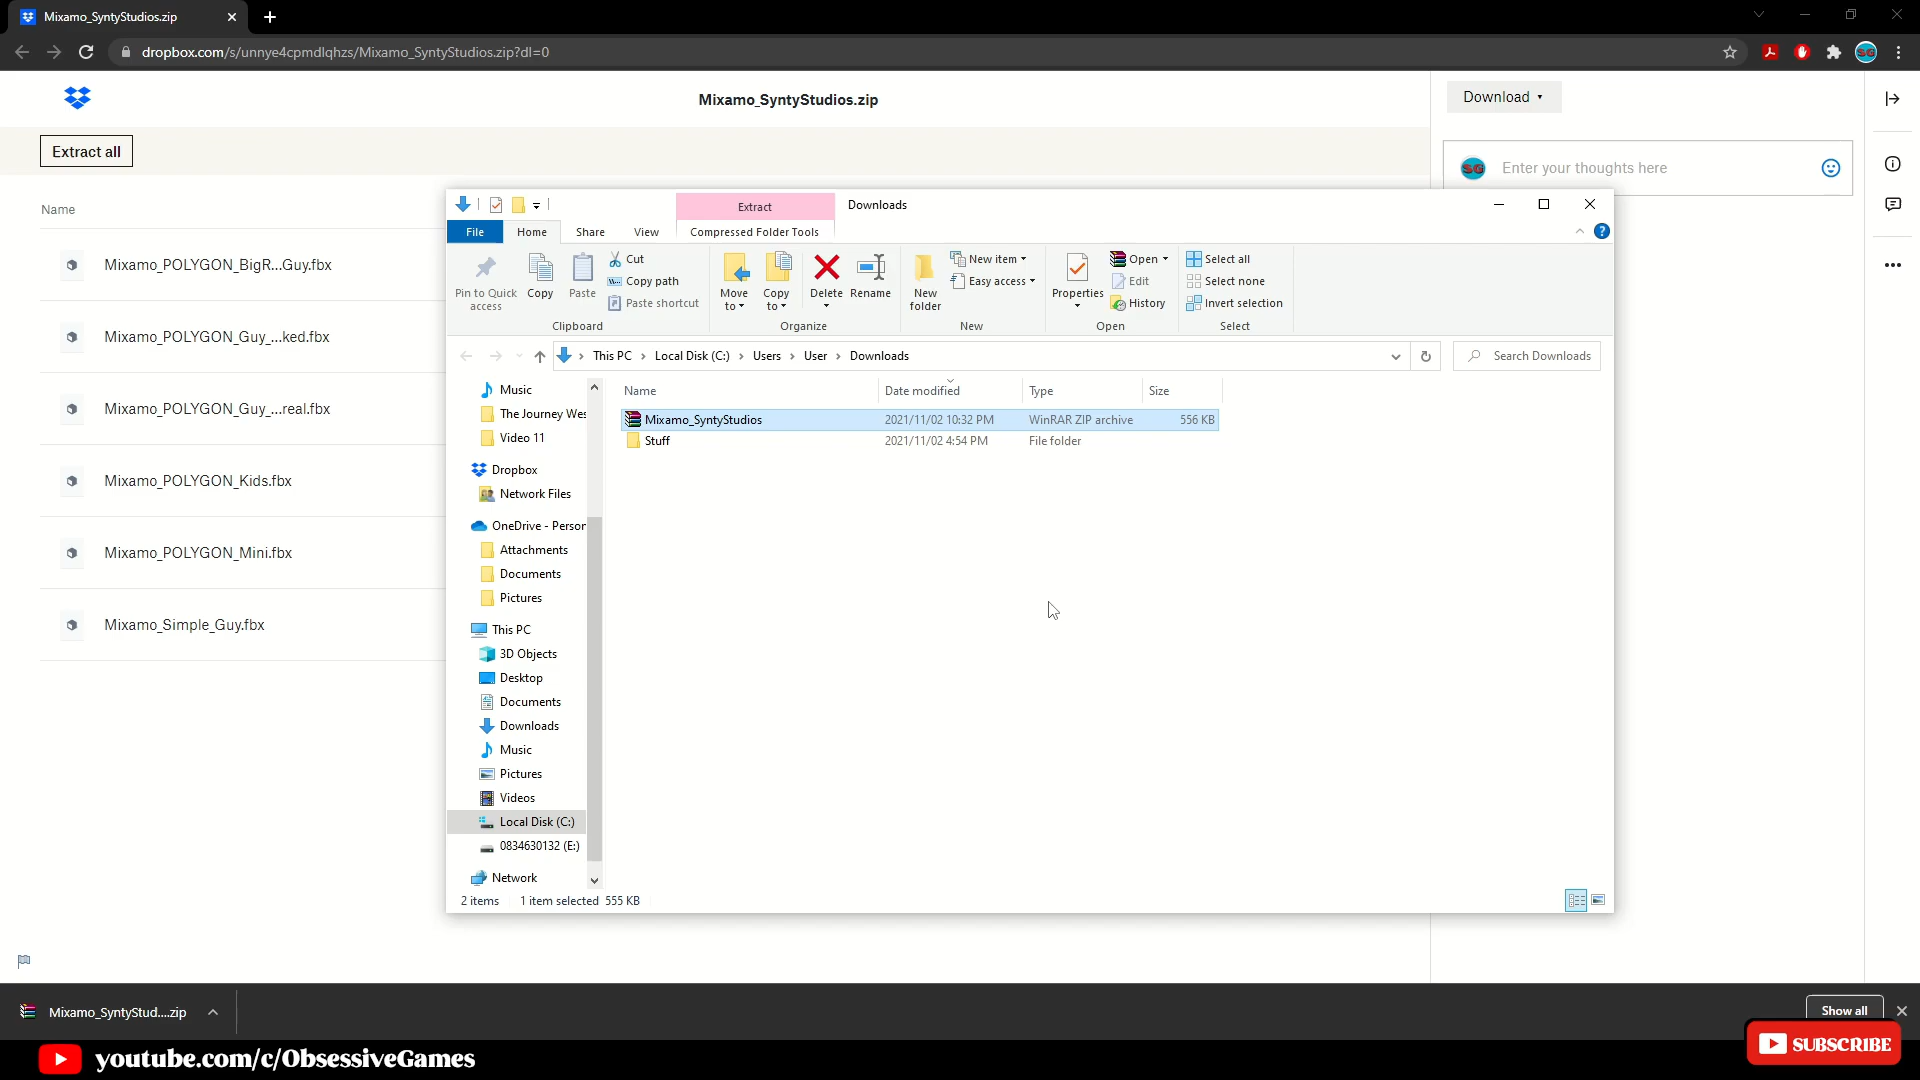 Mixamo_SyntyStudios.zip
dropbox.com/s/unnye4cpmdlqhzs/Mixamo_SyntyStudios.zip?dl=0
SG
Mixamo_SyntyStudios.zip
Download
Extract all
SG
Enter your thoughts here
Name
Mixamo_POLYGON_BigR...Guy.fbx
Mixamo_POLYGON_Guy_...ked.fbx
Mixamo_POLYGON_Guy_...real.fbx
Mixamo_POLYGON_Kids.fbx
Mixamo_POLYGON_Mini.fbx
Mixamo_Simple_Guy.fbx
Extract
Downloads
File
Home
Share
View
Compressed Folder Tools
Pin to Quick access
Copy
Paste
Cut
Copy path
Paste shortcut
Clipboard
Move to
Copy to
Delete
Rename
Organize
New folder
New item
Easy access
New
Properties
Open
Edit
History
Open
Select all
Select none
Invert selection
Select
This PC
Local Disk (C:)
Users
User
Downloads
Search Downloads
Music
The Journey Wes
Video 11
Dropbox
Network Files
OneDrive - Person
Attachments
Documents
Pictures
This PC
3D Objects
Desktop
Documents
Downloads
Music
Pictures
Videos
Local Disk (C:)
0834630132 (E:)
Network
Name
Date modified
Type
Size
Mixamo_SyntyStudios
2021/11/02 10:32 PM
WinRAR ZIP archive
556 KB
Stuff
2021/11/02 4:54 PM
File folder
2 items
1 item selected 555 KB
Mixamo_SyntyStud....zip
Show all
youtube.com/c/ObsessiveGames
SUBSCRIBE